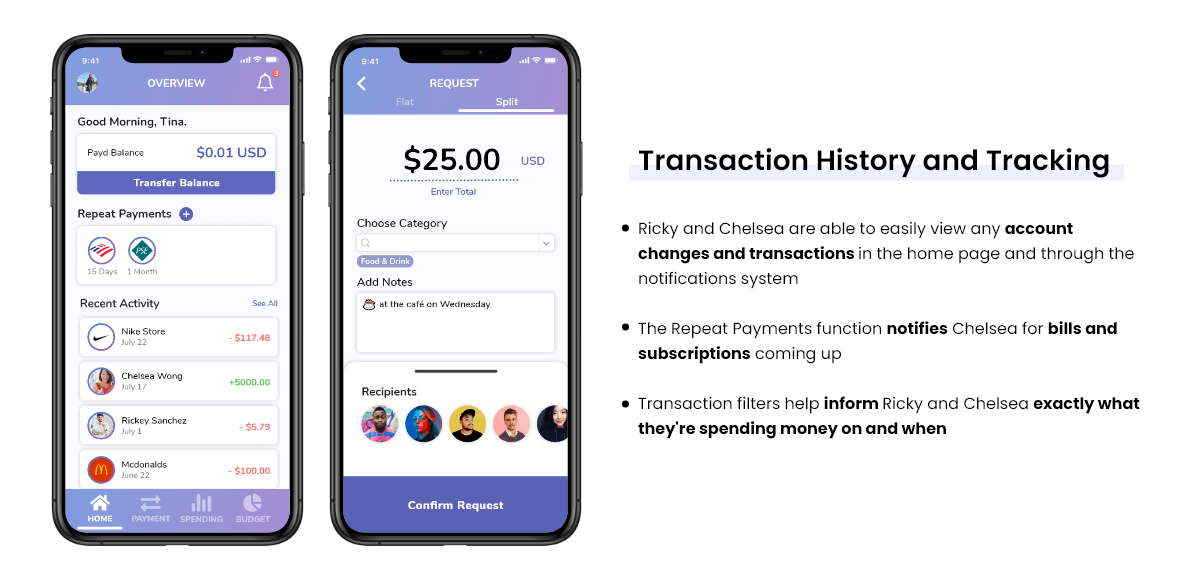 9:41
OVERVIEW
3
Good Morning, Tina.
Payd Balance
$0.01 USD
Transfer Balance
Repeat Payments +
PSE
15 Days
1 Month
Recent Activity
See All
Nike Store
July 22
- $117.48
Chelsea Wong
July 17
+5000.00
Rickey Sanchez
July 1
- $5.79
Mcdonalds
June 22
- $100.00
HOME
PAYMENT
SPENDING
BUDGET
9:41
REQUEST
Flat
Split
$25.00
USD
Enter Total
Choose Category
Food & Drink
Add Notes
at the café on Wednesday
Recipients
Confirm Request
Transaction History and Tracking
Ricky and Chelsea are able to easily view any account
changes and transactions in the home page and through the
notifications system
The Repeat Payments function notifies Chelsea for bills and
subscriptions coming up
Transaction filters help inform Ricky and Chelsea exactly what
they're spending money on and when